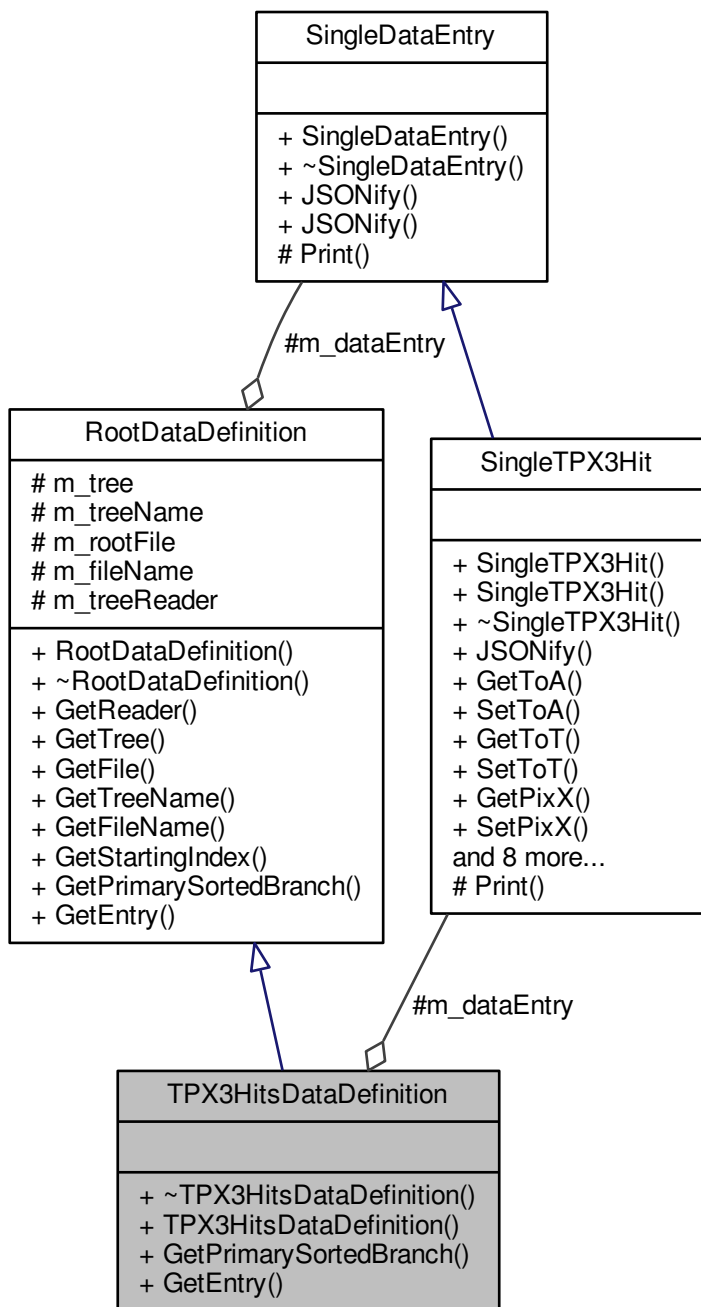 SingleDataEntry
+ SingleDataEntry()
+ ~SingleDataEntry()
+ JSONify()
+ JSONify()
# Print()
#m_dataEntry
RootDataDefinition
# m_tree
# m_treeName
# m_rootFile
# m_fileName
# m_treeReader
+ RootDataDefinition()
+ ~RootDataDefinition()
+ GetReader()
+ GetTree()
+ GetFile()
+ GetTreeName()
+ GetFileName()
+ GetStartingIndex()
+ GetPrimarySortedBranch()
+ GetEntry()
SingleTPX3Hit
+ SingleTPX3Hit()
+ SingleTPX3Hit()
+ ~SingleTPX3Hit()
+ JSONify()
+ GetToA()
+ SetToA()
+ GetToT()
+ SetToT()
+ GetPixX()
+ SetPixX()
and 8 more...
# Print()
#m_dataEntry
TPX3HitsDataDefinition
+ ~TPX3HitsDataDefinition()
+ TPX3HitsDataDefinition()
+ GetPrimarySortedBranch()
+ GetEntry()